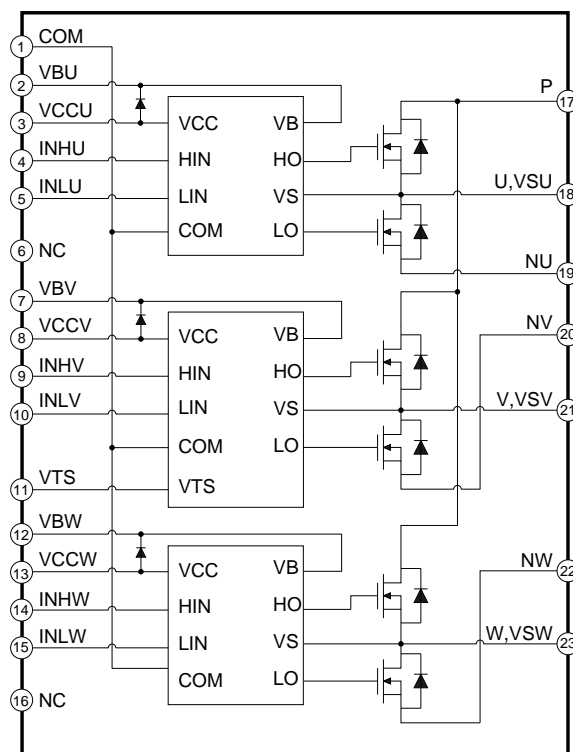 1 COM
2 VBU
3 VCCU
4 INHU
5 INLU
6 NC
7 VBV
8 VCCV
9 INHV
10 INLV
11 VTS
12 VBW
13 VCCW
14 INHW
15 INLW
16 NC
VCC VB
HIN HO
LIN VS
COM LO
VCC VB
HIN HO
LIN VS
COM LO
VTS
VCC VB
HIN HO
LIN VS
COM LO
P 17
U,VSU 18
NU 19
NV 20
V,VSV 21
NW 22
W,VSW 23